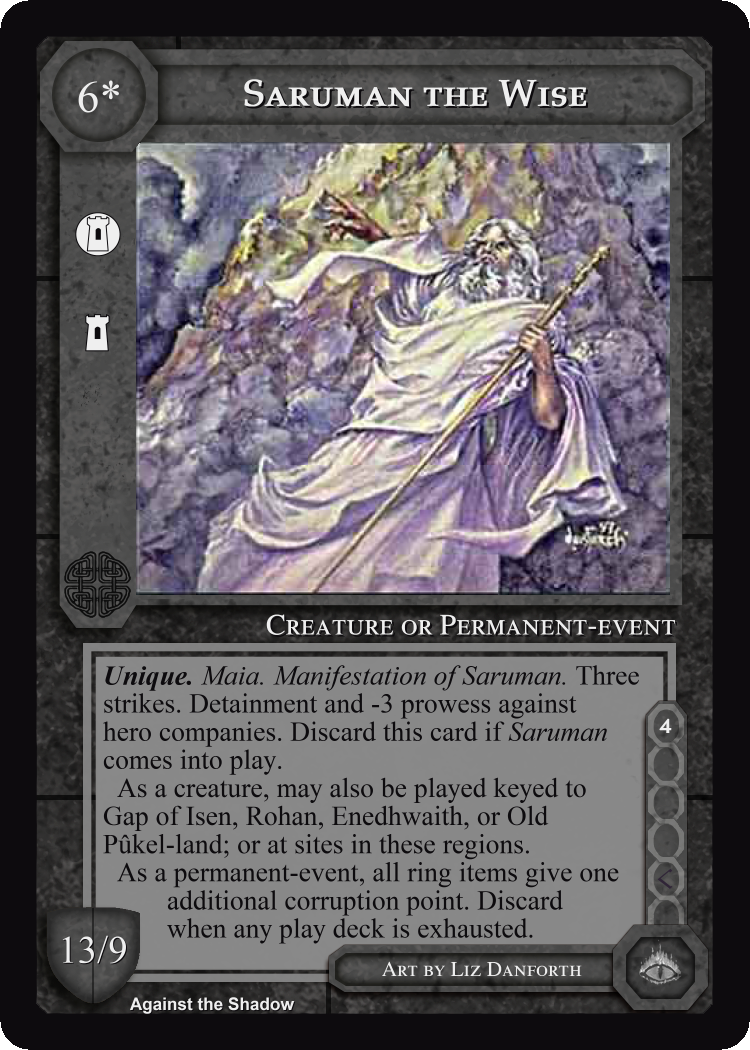 6*
Saruman the Wise
Danforth 97
Creature or Permanent-event
Unique. Maia. Manifestation of Saruman. Three
strikes. Detainment and -3 prowess against
hero companies. Discard this card if Saruman
comes into play.
As a creature, may also be played keyed to
Gap of Isen, Rohan, Enedhwaith, or Old
Pûkel-land; or at sites in these regions.
As a permanent-event, all ring items give one
additional corruption point. Discard
when any play deck is exhausted.
4
13/9
Art by Liz Danforth
Against the Shadow